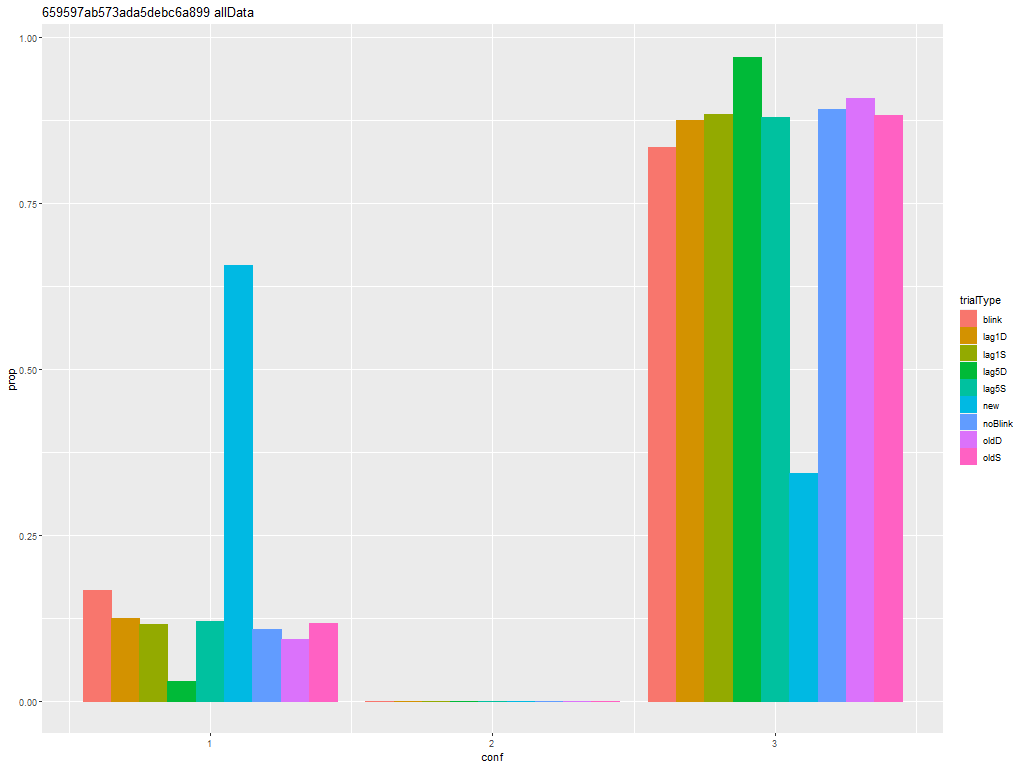 659597ab573ada5debc6a899 allData
1.00
0.75
0.50
0.25
0.00
prop
1
2
3
conf
trialType
blink
lag1D
lag1S
lag5D
lag5S
new
noBlink
oldD
oldS